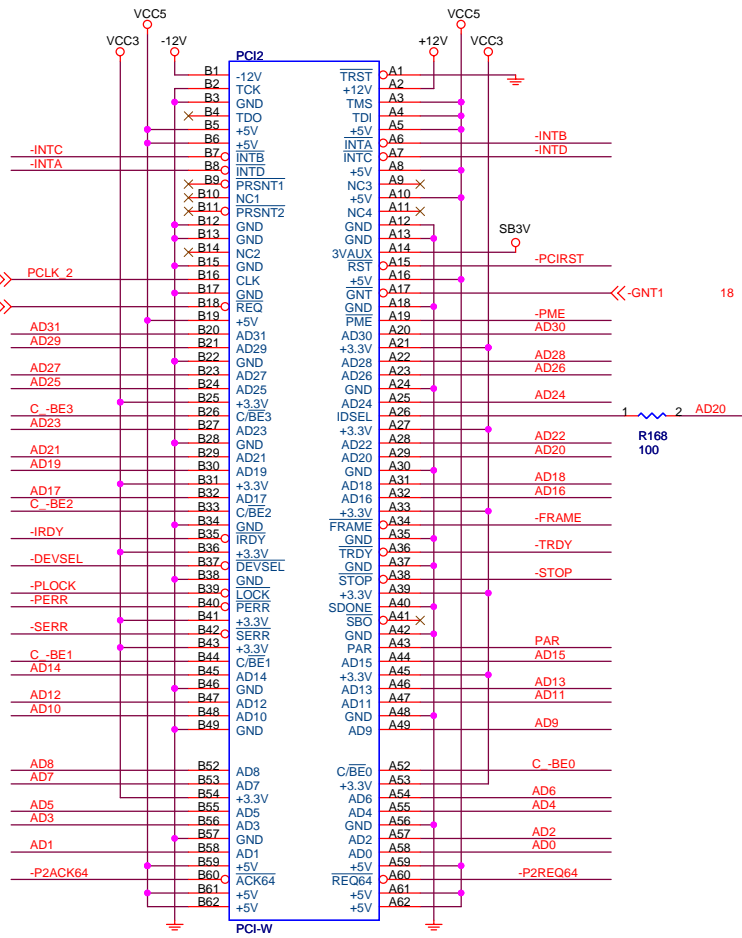 VCC5 VCC5
VCC3 -12V +12V VCC3
PCI2
B1 -12V TRST A1
B2 TCK +12V A2
B3 GND TMS A3
B4 TDO TDI A4
B5 +5V +5V A5
B6 +5V INTA A6 -INTB
-INTC B7 INTB INTC A7 -INTD
-INTA B8 INTD +5V A8
B9 PRSNT1 NC3 A9
B10 NC1 +5V A10
B11 PRSNT2 NC4 A11
B12 GND GND A12
B13 GND GND A13 SB3V
B14 NC2 3VAUX A14
B15 GND RST A15 -PCIRST
PCLK_2 B16 CLK +5V A16
B17 GND GNT A17 -GNT1 18
B18 REQ GND A18
B19 +5V PME A19 -PME
AD31 B20 AD31 AD30 A20 AD30
AD29 B21 AD29 +3.3V A21
B22 GND AD28 A22 AD28
AD27 B23 AD27 AD26 A23 AD26
AD25 B24 AD25 GND A24
B25 +3.3V AD24 A25 AD24
C_-BE3 B26 C/BE3 IDSEL A26 1 2 AD20
AD23 B27 AD23 +3.3V A27 R168
B28 GND AD22 A28 AD22 100
AD21 B29 AD21 AD20 A29 AD20
AD19 B30 AD19 GND A30
B31 +3.3V AD18 A31 AD18
AD17 B32 AD17 AD16 A32 AD16
C_-BE2 B33 C/BE2 +3.3V A33
B34 GND FRAME A34 -FRAME
-IRDY B35 IRDY GND A35
B36 +3.3V TRDY A36 -TRDY
-DEVSEL B37 DEVSEL GND A37
B38 GND STOP A38 -STOP
-PLOCK B39 LOCK +3.3V A39
-PERR B40 PERR SDONE A40
B41 +3.3V SBO A41
-SERR B42 SERR GND A42
B43 +3.3V PAR A43 PAR
C_-BE1 B44 C/BE1 AD15 A44 AD15
AD14 B45 AD14 +3.3V A45
B46 GND AD13 A46 AD13
AD12 B47 AD12 AD11 A47 AD11
AD10 B48 AD10 GND A48
B49 GND AD9 A49 AD9
AD8 B52 AD8 C/BE0 A52 C_-BE0
AD7 B53 AD7 +3.3V A53
B54 +3.3V AD6 A54 AD6
AD5 B55 AD5 AD4 A55 AD4
AD3 B56 AD3 GND A56
B57 GND AD2 A57 AD2
AD1 B58 AD1 AD0 A58 AD0
B59 +5V +5V A59
-P2ACK64 B60 ACK64 REQ64 A60 -P2REQ64
B61 +5V +5V A61
B62 +5V +5V A62
PCI-W